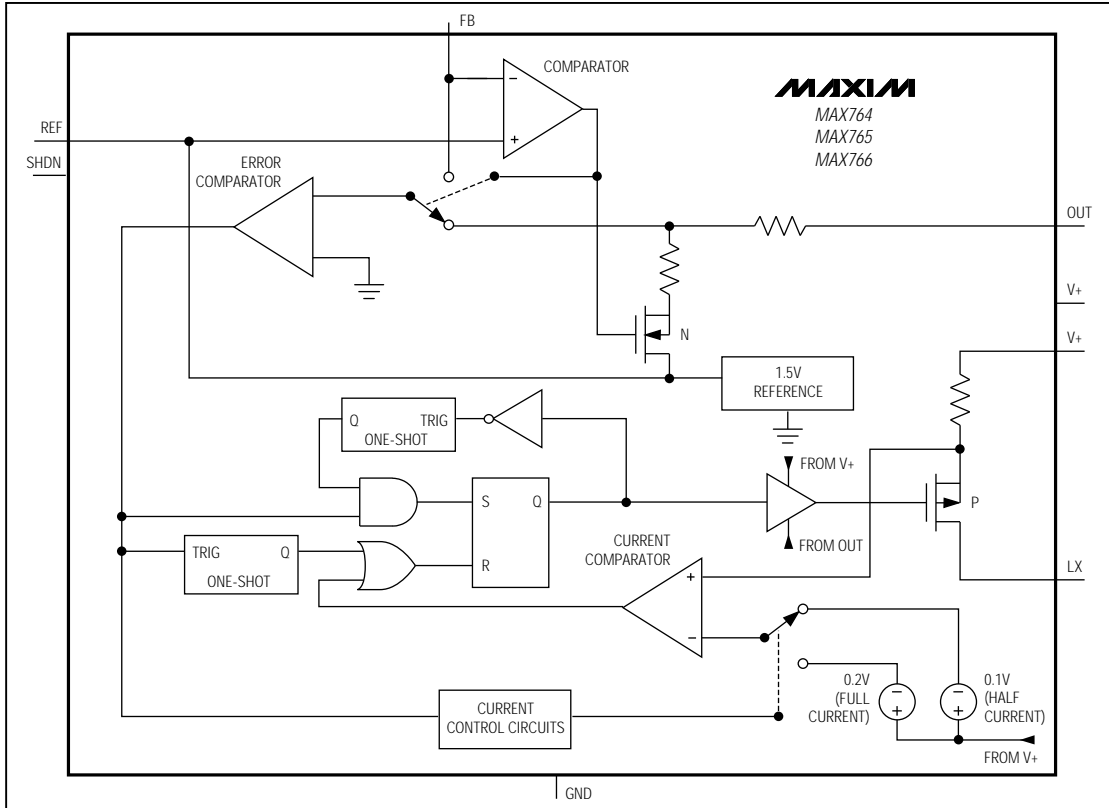 FB
COMPARATOR
−
+
MAXIM
MAX764
MAX765
MAX766
REF
SHDN
ERROR
COMPARATOR
OUT
V+
V+
N
1.5V
REFERENCE
Q TRIG
ONE-SHOT
FROM V+
S Q
R
P
FROM OUT
TRIG Q
ONE-SHOT
CURRENT
COMPARATOR
+
−
LX
0.2V
(FULL
CURRENT)
−
+
0.1V
(HALF
CURRENT)
−
+
CURRENT
CONTROL CIRCUITS
FROM V+
GND